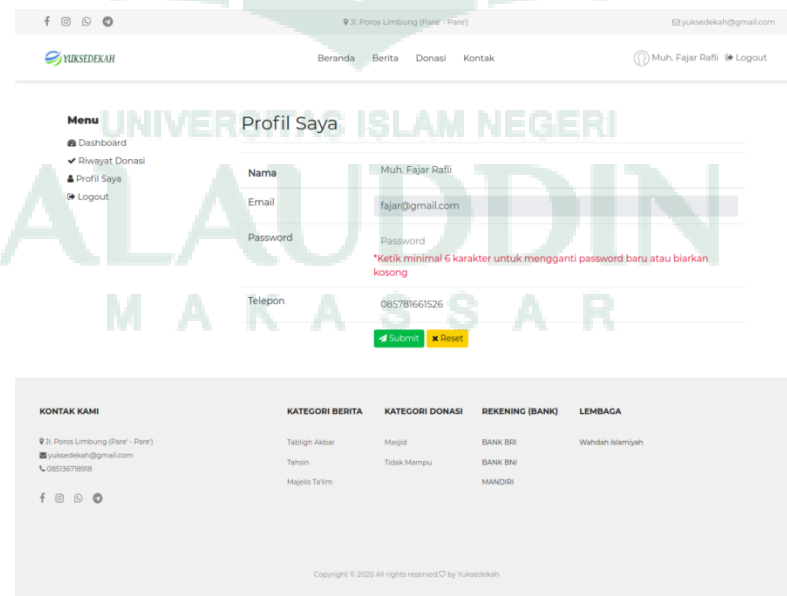 Jl. Poros Limbung (Pare' - Pare')
yuksedekah@gmail.com
YUKSEDEKAH
Beranda Berita Donasi Kontak
Muh. Fajar Rafli Logout
Menu
Dashboard
Riwayat Donasi
Profil Saya
Logout
UNIVERSITAS ISLAM NEGERI
ALAUDDIN
MAKASSAR
Profil Saya
Nama
Muh. Fajar Rafli
Email
fajar@gmail.com
Password
Password
*Ketik minimal 6 karakter untuk mengganti password baru atau biarkan
kosong
Telepon
085781661526
Submit Reset
KONTAK KAMI
Jl. Poros Limbung (Pare' - Pare')
yuksedekah@gmail.com
085136718918
KATEGORI BERITA
Tabligh Akbar
Tahsin
Majelis Ta'lim
KATEGORI DONASI
Masjid
Tidak Mampu
REKENING (BANK)
BANK BRI
BANK BNI
MANDIRI
LEMBAGA
Wahdah Islamiyah
Copyright © 2020 All rights reserved by Yuksedekah